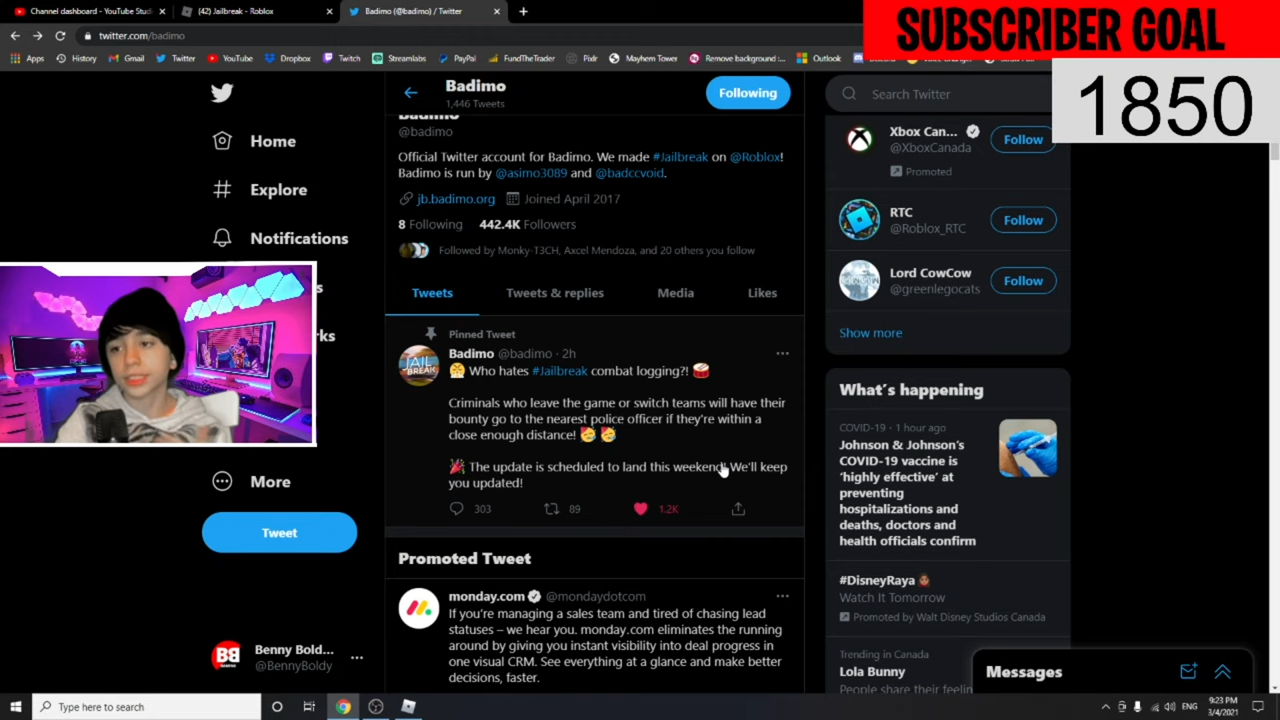 Channel dashboard - YouTube Stud
(42) Jailbreak - Roblox
Badimo (@badimo) / Twitter
SUBSCRIBER GOAL
1850
twitter.com/badimo
Apps
History
Gmail
Twitter
YouTube
Dropbox
Twitch
Streamlabs
PayPal
FundTheTrader
Pixlr
Mayhem Tower
Remove background:...
Outlook
Home
Explore
Notifications
More
Tweet
Benny Bold...
@BennyBoldy
Badimo
1,446 Tweets
Following
Badimo
@badimo
Official Twitter account for Badimo. We made #Jailbreak on @Roblox!
Badimo is run by @asimo3089 and @badccvoid.
jb.badimo.org
Joined April 2017
8 Following
442.4K Followers
Followed by Monky-T3CH, Axcel Mendoza, and 20 others you follow
Tweets
Tweets & replies
Media
Likes
Pinned Tweet
Badimo @badimo · 2h
😤 Who hates #Jailbreak combat logging?! 🥁
Criminals who leave the game or switch teams will have their
bounty go to the nearest police officer if they're within a
close enough distance! 🥳 🥳
🎉 The update is scheduled to land this weekend! We'll keep
you updated!
303
89
1.2K
Promoted Tweet
monday.com @mondaydotcom
If you're managing a sales team and tired of chasing lead
statuses – we hear you. monday.com eliminates the running
around by giving you instant visibility into deal progress in
one visual CRM. See everything at a glance and make better
decisions, faster.
Search Twitter
Xbox Can...
@XboxCanada
Follow
Promoted
RTC
@Roblox_RTC
Follow
Lord CowCow
@greenlegocats
Follow
Show more
What's happening
COVID-19 · 1 hour ago
Johnson & Johnson's
COVID-19 vaccine is
'highly effective' at
preventing
hospitalizations and
deaths, doctors and
health officials confirm
#DisneyRaya
Watch It Tomorrow
Promoted by Walt Disney Studios Canada
Trending in Canada
Lola Bunny
People share their feelin
Messages
Type here to search
ENG
9:23 PM
3/4/2021